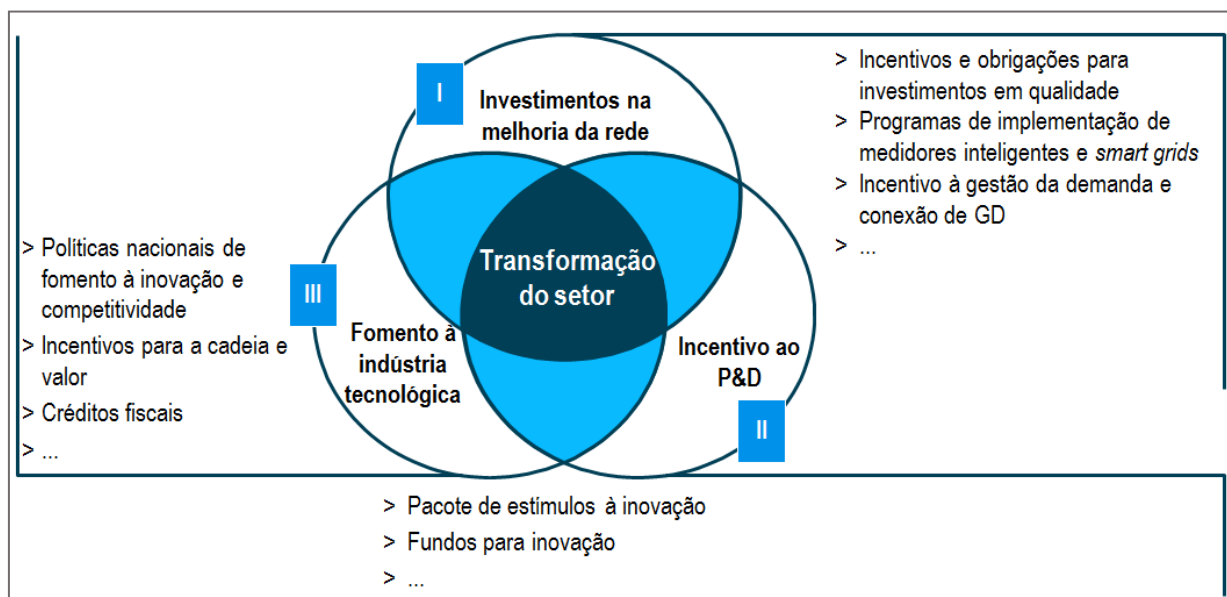 I
Investimentos na
melhoria da rede
> Incentivos e obrigações para
investimentos em qualidade
> Programas de implementação de
medidores inteligentes e smart grids
> Incentivo à gestão da demanda e
conexão de GD
> ...
> Políticas nacionais de
fomento à inovação e
competitividade
> Incentivos para a cadeia e
valor
> Créditos fiscais
> ...
III
Transformação
do setor
Fomento à
indústria
tecnológica
Incentivo ao
P&D
II
> Pacote de estímulos à inovação
> Fundos para inovação
> ...